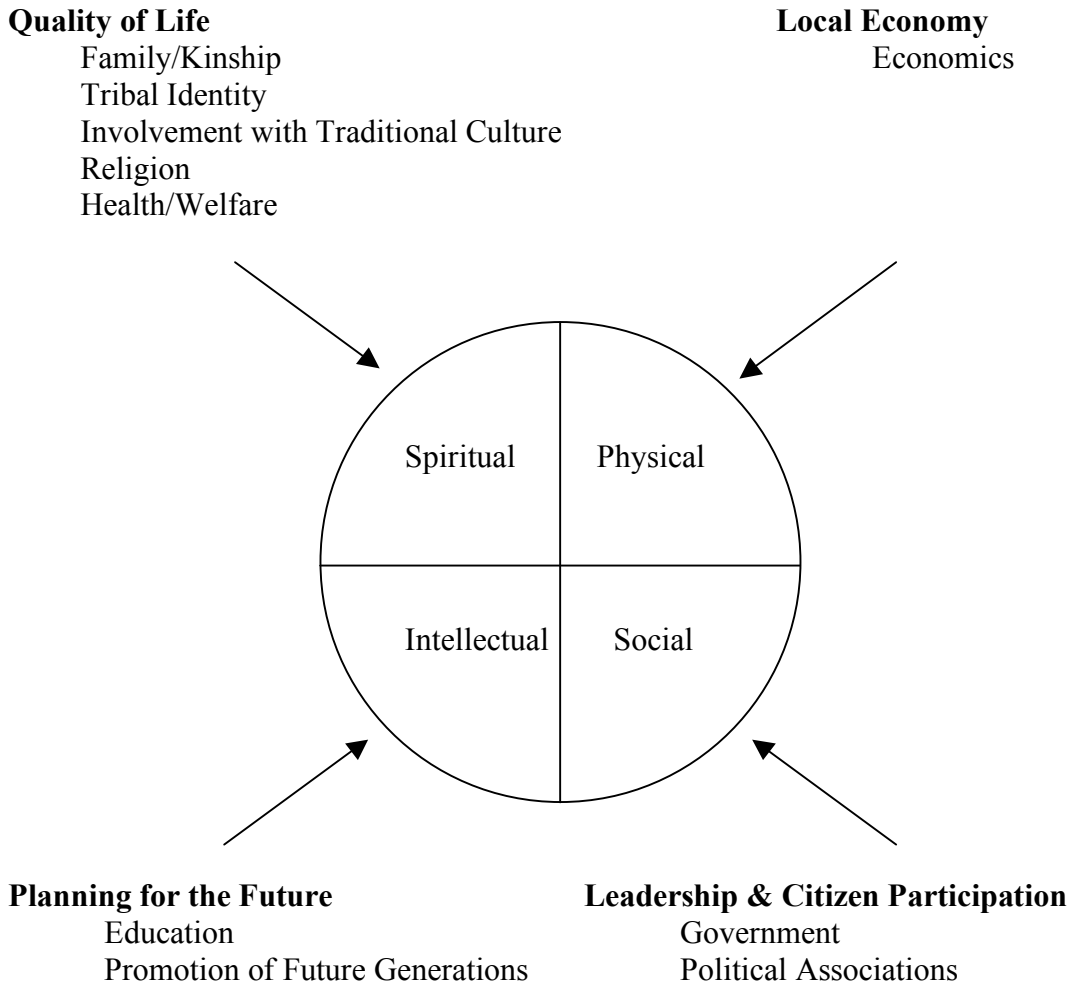 Quality of Life
Family/Kinship
Tribal Identity
Involvement with Traditional Culture
Religion
Health/Welfare
Local Economy
Economics
Spiritual
Physical
Intellectual
Social
Planning for the Future
Education
Promotion of Future Generations
Leadership & Citizen Participation
Government
Political Associations